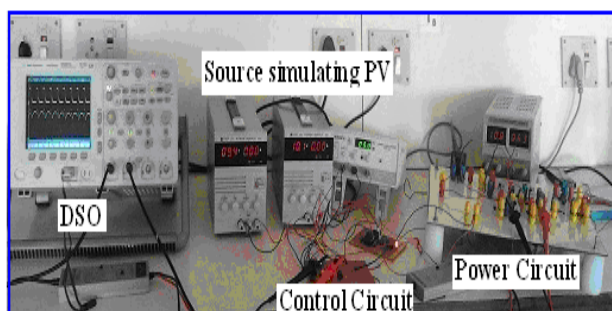 Source simulating PV
DSO
Power Circuit
Control Circuit